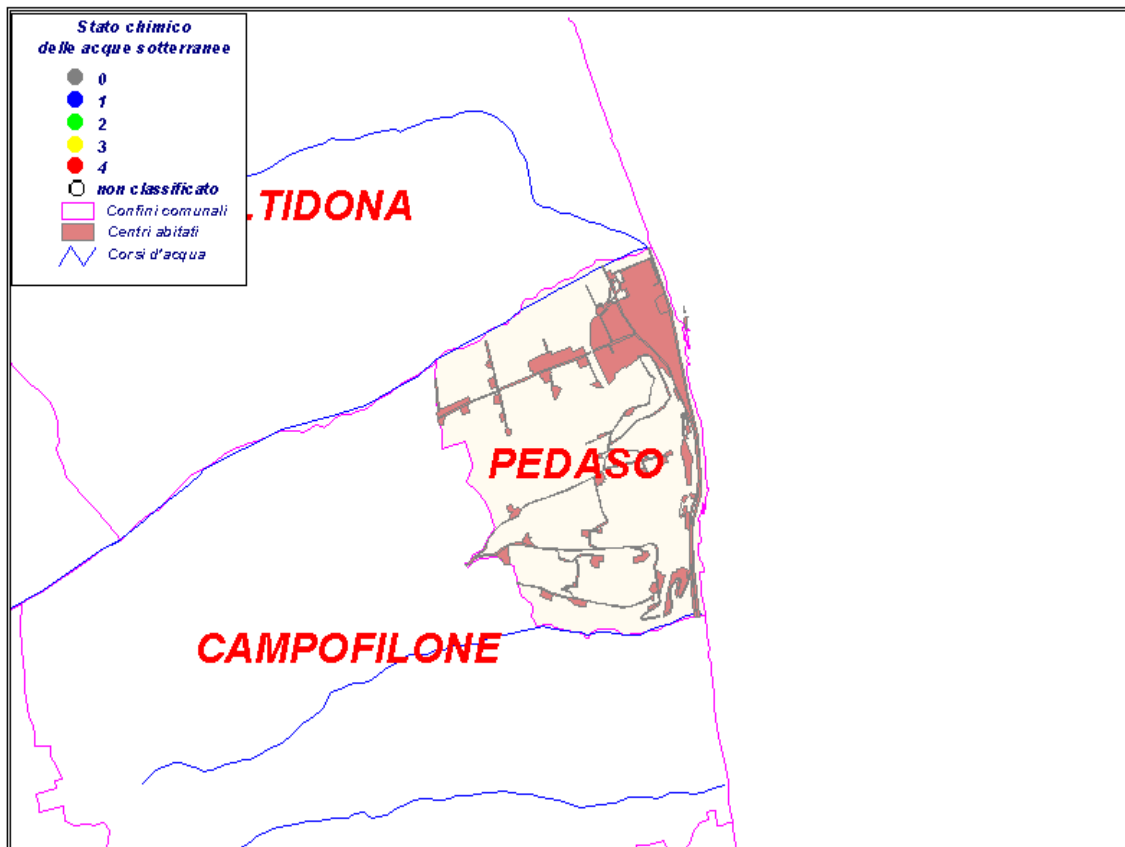 Stato chimico
delle acque sotterranee
0
1
2
3
4
non classificato
Confini comunali
Centri abitati
Corsi d'acqua
.TIDONA
PEDASO
CAMPOFILONE